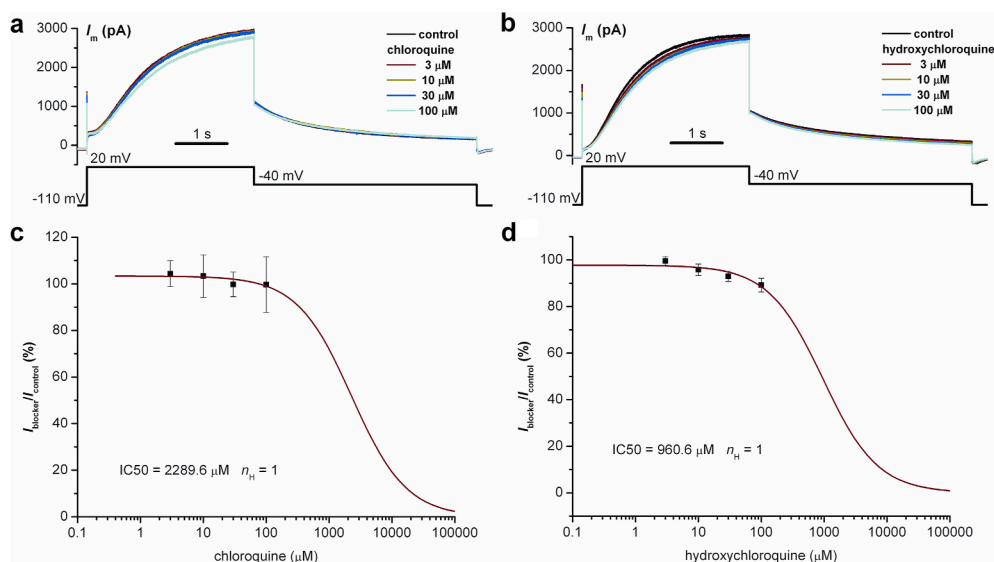 a
I_m (pA)
3000
2000
1000
0
control
chloroquine
3 µM
10 µM
30 µM
100 µM
1 s
20 mV
-40 mV
-110 mV
b
I_m (pA)
3000
2500
2000
1500
1000
500
0
control
hydroxychloroquine
3 µM
10 µM
30 µM
100 µM
1 s
20 mV
-40 mV
-110 mV
c
120
100
80
60
40
20
0
I_blocker/I_control (%)
IC50 = 2289.6 µM n_H = 1
0.1 1 10 100 1000 10000 100000
chloroquine (µM)
d
100
80
60
40
20
0
I_blocker/I_control (%)
IC50 = 960.6 µM n_H = 1
0.1 1 10 100 1000 10000 100000
hydroxychloroquine (µM)